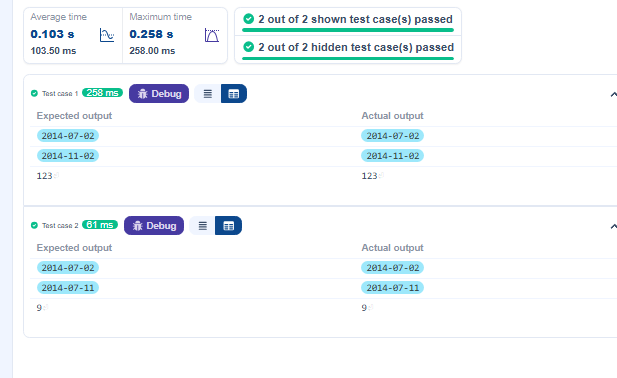 Average time
Maximum time
0.103 s
0.258 s
103.50 ms
258.00 ms
2 out of 2 shown test case(s) passed
2 out of 2 hidden test case(s) passed
Test case 1 258 ms Debug
Expected output Actual output
2014-07-02 2014-07-02
2014-11-02 2014-11-02
123 123
Test case 2 61 ms Debug
Expected output Actual output
2014-07-02 2014-07-02
2014-07-11 2014-07-11
9 9